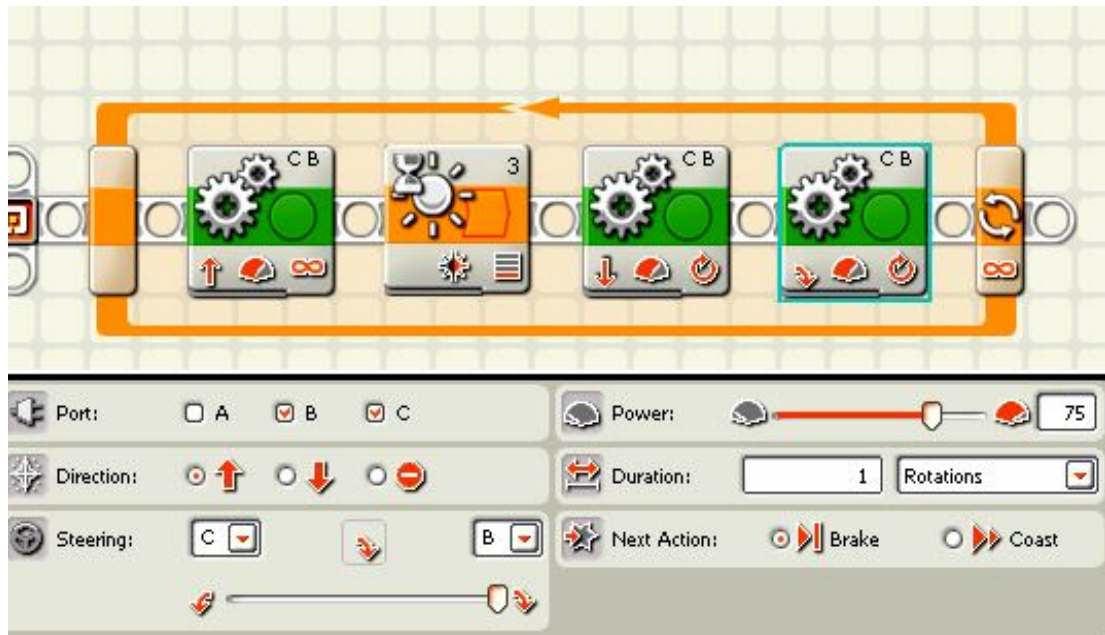 C B
3
C B
C B
Port: A B C
Power: 75
Direction:
Duration: 1 Rotations
Steering: C B
Next Action: Brake Coast